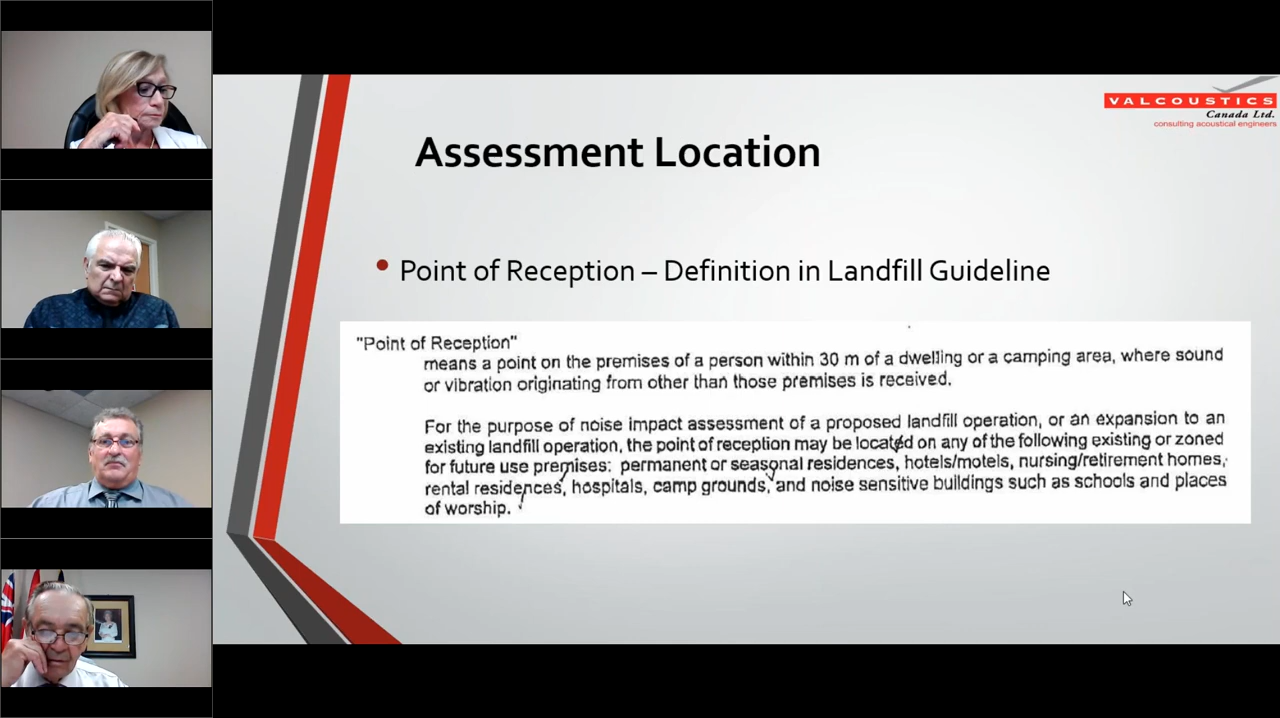 VALCOUSTICS
Canada Ltd.
consulting acoustical engineers
Assessment Location
• Point of Reception – Definition in Landfill Guideline
"Point of Reception"
means a point on the premises of a person within 30 m of a dwelling or a camping area, where sound
or vibration originating from other than those premises is received.
For the purpose of noise impact assessment of a proposed landfill operation, or an expansion to an
existing landfill operation, the point of reception may be located on any of the following existing or zoned
for future use premises: permanent or seasonal residences, hotels/motels, nursing/retirement homes,
rental residences, hospitals, camp grounds, and noise sensitive buildings such as schools and places
of worship.